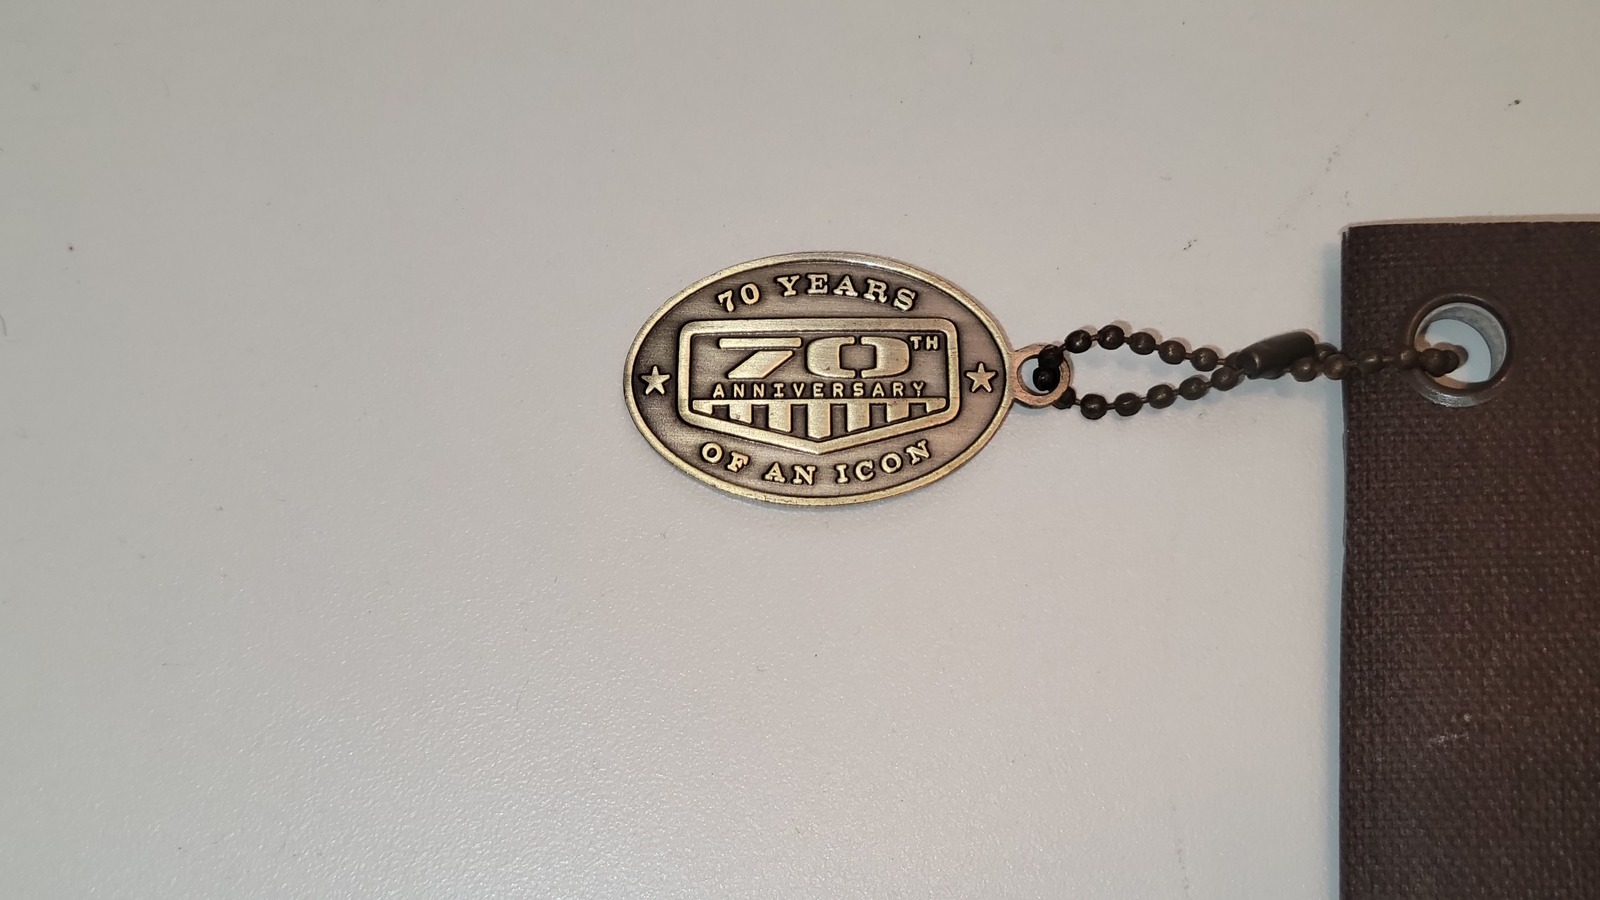 70 YEARS
70TH
ANNIVERSARY
OF AN ICON